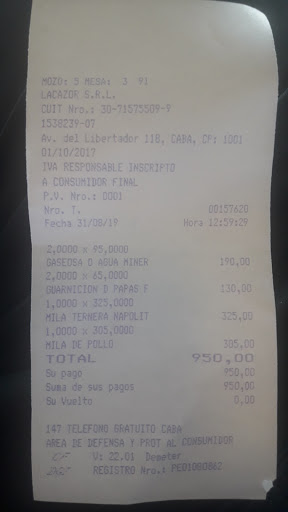 MOZO: 5 MESA: 3 91
LACAZOR S.R.L.
CUIT Nro.: 30-71575509-9
1538239-07
Av. del Libertador 118, CABA, CP: 1001
01/10/2017
IVA RESPONSABLE INSCRIPTO
A CONSUMIDOR FINAL
P.V. Nro.: 0001
Nro. T. 00157620
Fecha 31/08/19 Hora 12:59:29
2,0000 x 95,0000
GASEOSA O AGUA MINER 190,00
2,0000 x 65,0000
GUARNICION D PAPAS F 130,00
1,0000 x 325,0000
MILA TERNERA NAPOLIT 325,00
1,0000 x 305,0000
MILA DE POLLO 305,00
TOTAL 950,00
Su pago 950,00
Suma de sus pagos 950,00
Su Vuelto 0,00
147 TELEFONO GRATUITO CABA
AREA DE DEFENSA Y PROT AL CONSUMIDOR
CF V: 22.01 Demeter
REGISTRO Nro.: